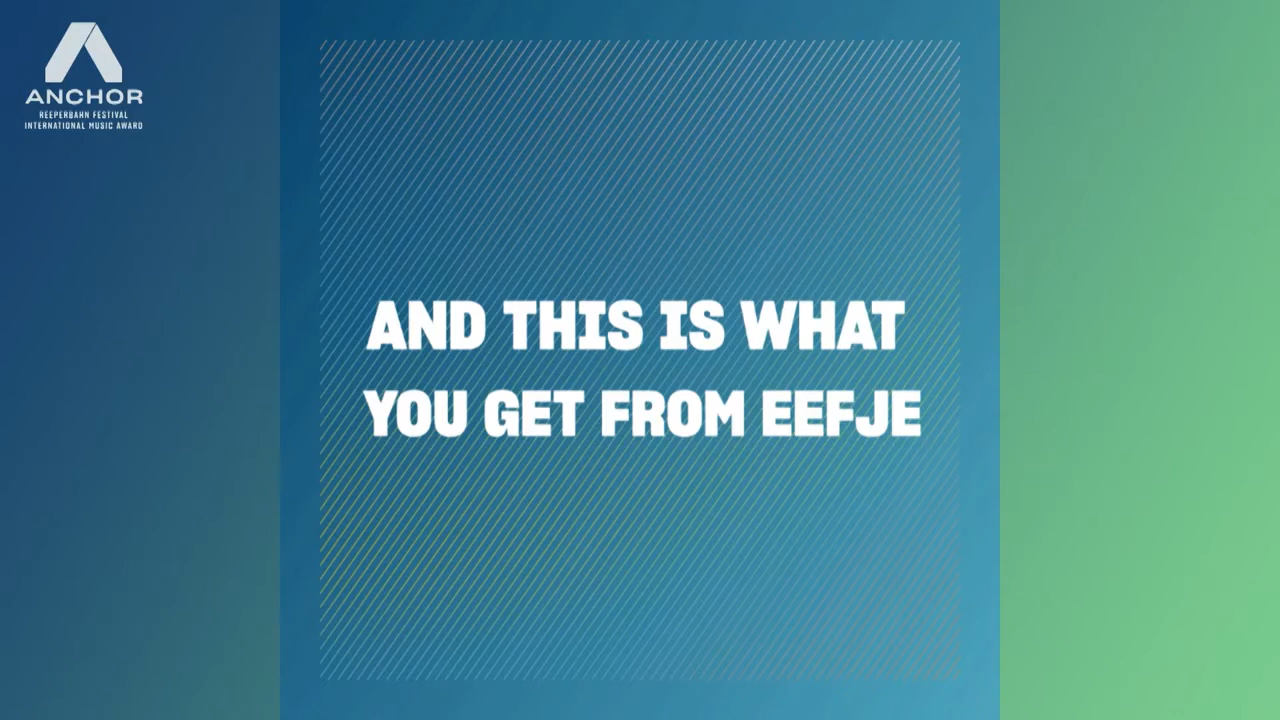 ANCHOR
REEPERBAHN FESTIVAL
INTERNATIONAL MUSIC AWARD
AND THIS IS WHAT
YOU GET FROM EEFJE